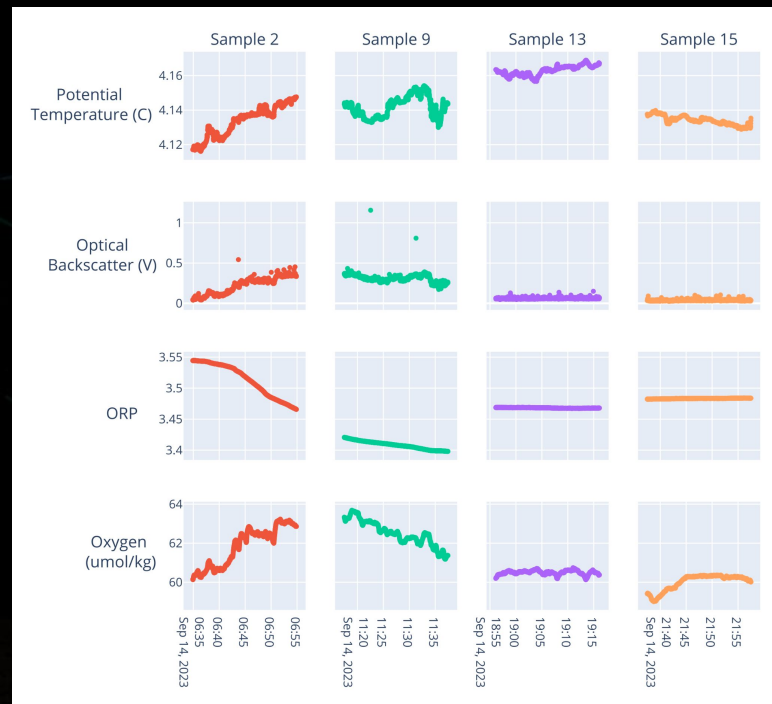 Sample 2
Sample 9
Sample 13
Sample 15
Potential
Temperature (C)
4.16
4.14
4.12
Optical
Backscatter (V)
1
0.5
0
ORP
3.55
3.5
3.45
3.4
Oxygen
(umol/kg)
64
62
60
06:35
06:40
06:45
06:50
06:55
Sep 14, 2023
11:20
11:25
11:30
11:35
Sep 14, 2023
18:55
19:00
19:05
19:10
19:15
Sep 14, 2023
21:40
21:45
21:50
21:55
Sep 14, 2023